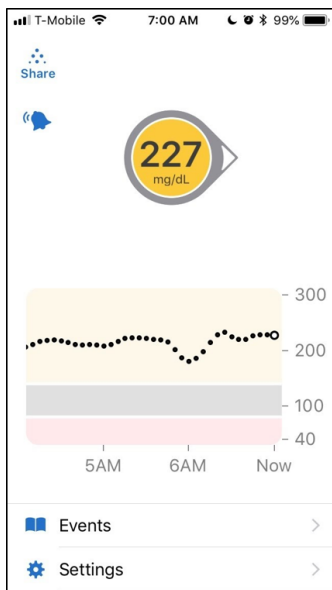 T-Mobile 7:00 AM 99%
Share
227
mg/dL
300
200
100
40
5AM 6AM Now
Events
Settings